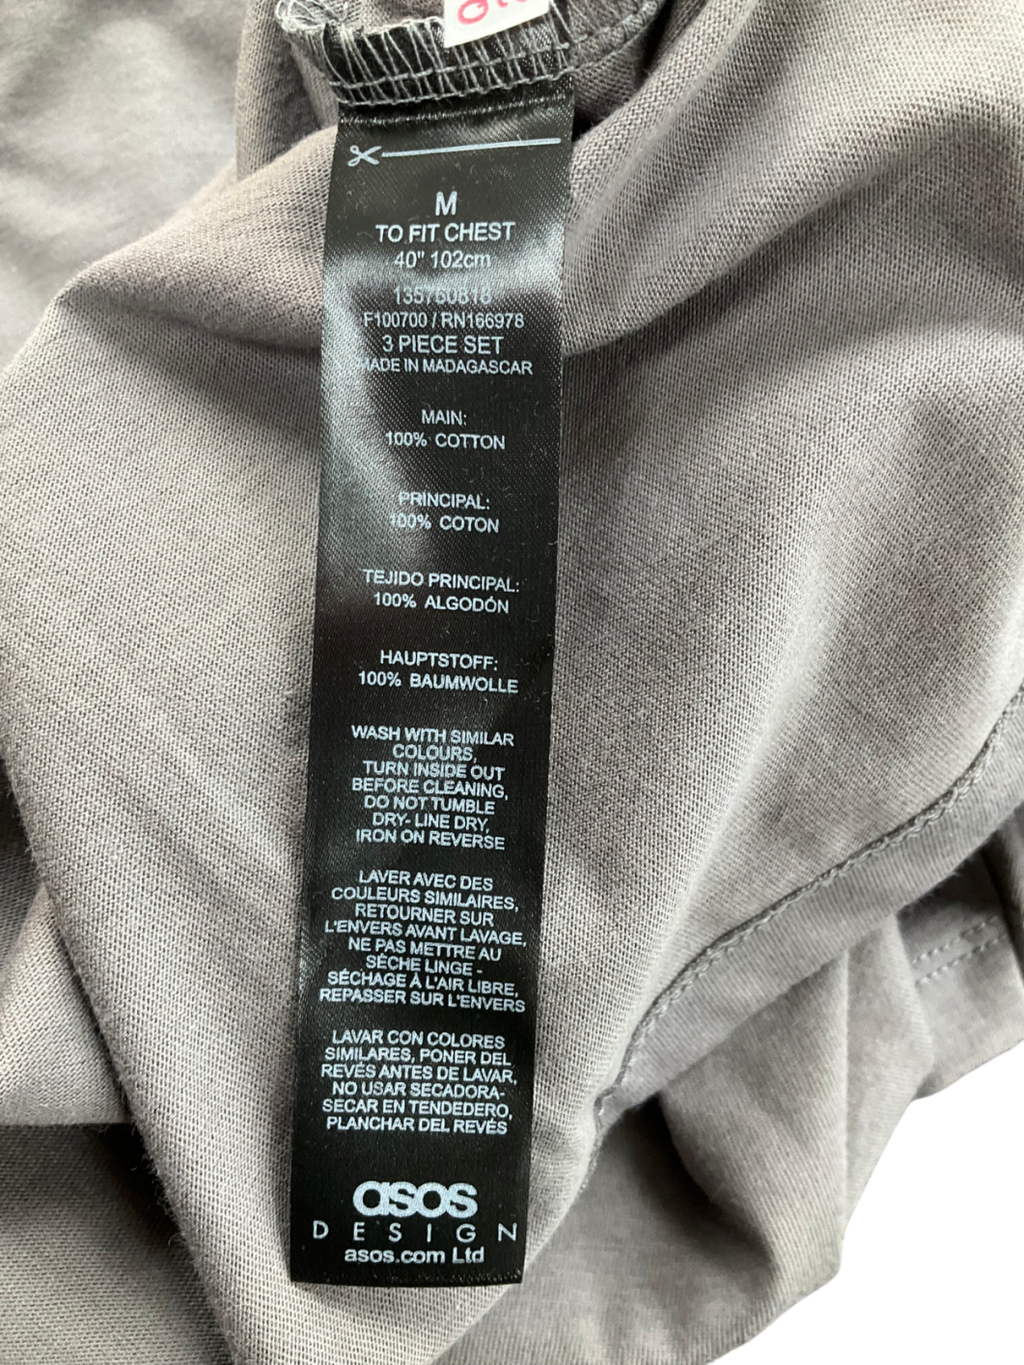 M
TO FIT CHEST
40" 102cm
F100700 / RN166978
3 PIECE SET
MADE IN MADAGASCAR
MAIN:
100% COTTON
PRINCIPAL:
100% COTON
TEJIDO PRINCIPAL:
100% ALGODÓN
HAUPTSTOFF:
100% BAUMWOLLE
WASH WITH SIMILAR
COLOURS,
TURN INSIDE OUT
BEFORE CLEANING,
DO NOT TUMBLE
DRY- LINE DRY,
IRON ON REVERSE
LAVER AVEC DES
COULEURS SIMILAIRES,
RETOURNER SUR
L'ENVERS AVANT LAVAGE,
NE PAS METTRE AU
SÈCHE LINGE -
SÉCHAGE À L'AIR LIBRE,
REPASSER SUR L'ENVERS
LAVAR CON COLORES
SIMILARES, PONER DEL
REVÉS ANTES DE LAVAR,
NO USAR SECADORA-
SECAR EN TENDEDERO,
PLANCHAR DEL REVÉS
asos
DESIGN
asos.com Ltd